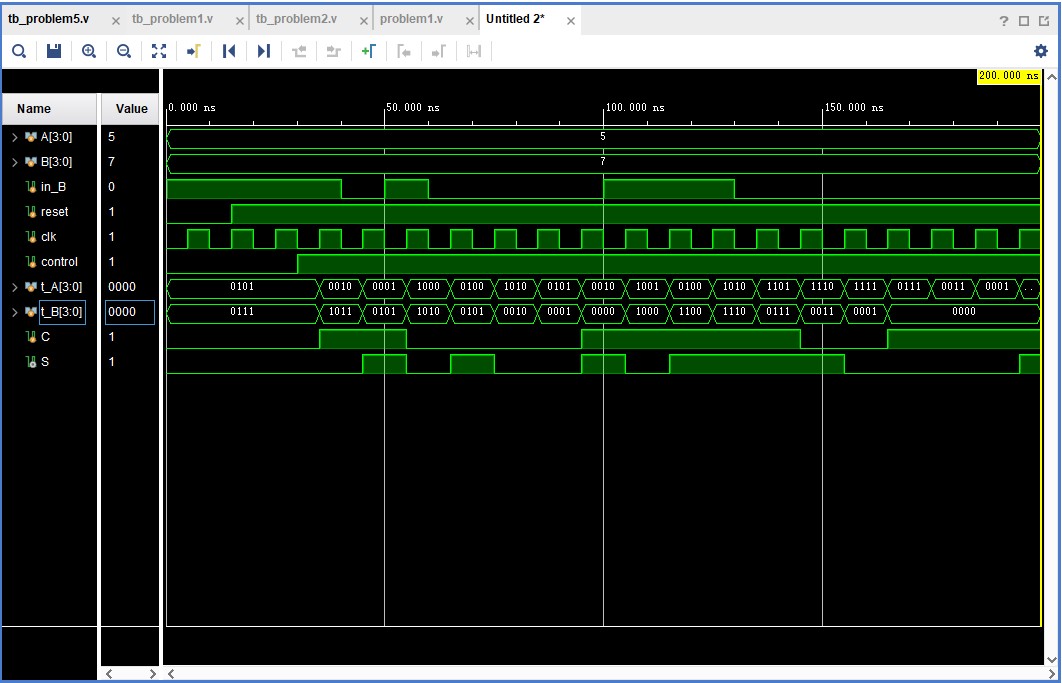 tb_problem5.v tb_problem1.v tb_problem2.v problem1.v Untitled 2*
200.000 ns
Name Value 0.000 ns 50.000 ns 100.000 ns 150.000 ns
A[3:0] 5 5
B[3:0] 7 7
in_B 0
reset 1
clk 1
control 1
t_A[3:0] 0000 0101 0010 0001 1000 0100 1010 0101 0010 1001 0100 1010 1101 1110 1111 0111 0011 0001 ..
t_B[3:0] 0000 0111 1011 0101 1010 0101 0010 0001 0000 1000 1100 1110 0111 0011 0001 0000
C 1
S 1